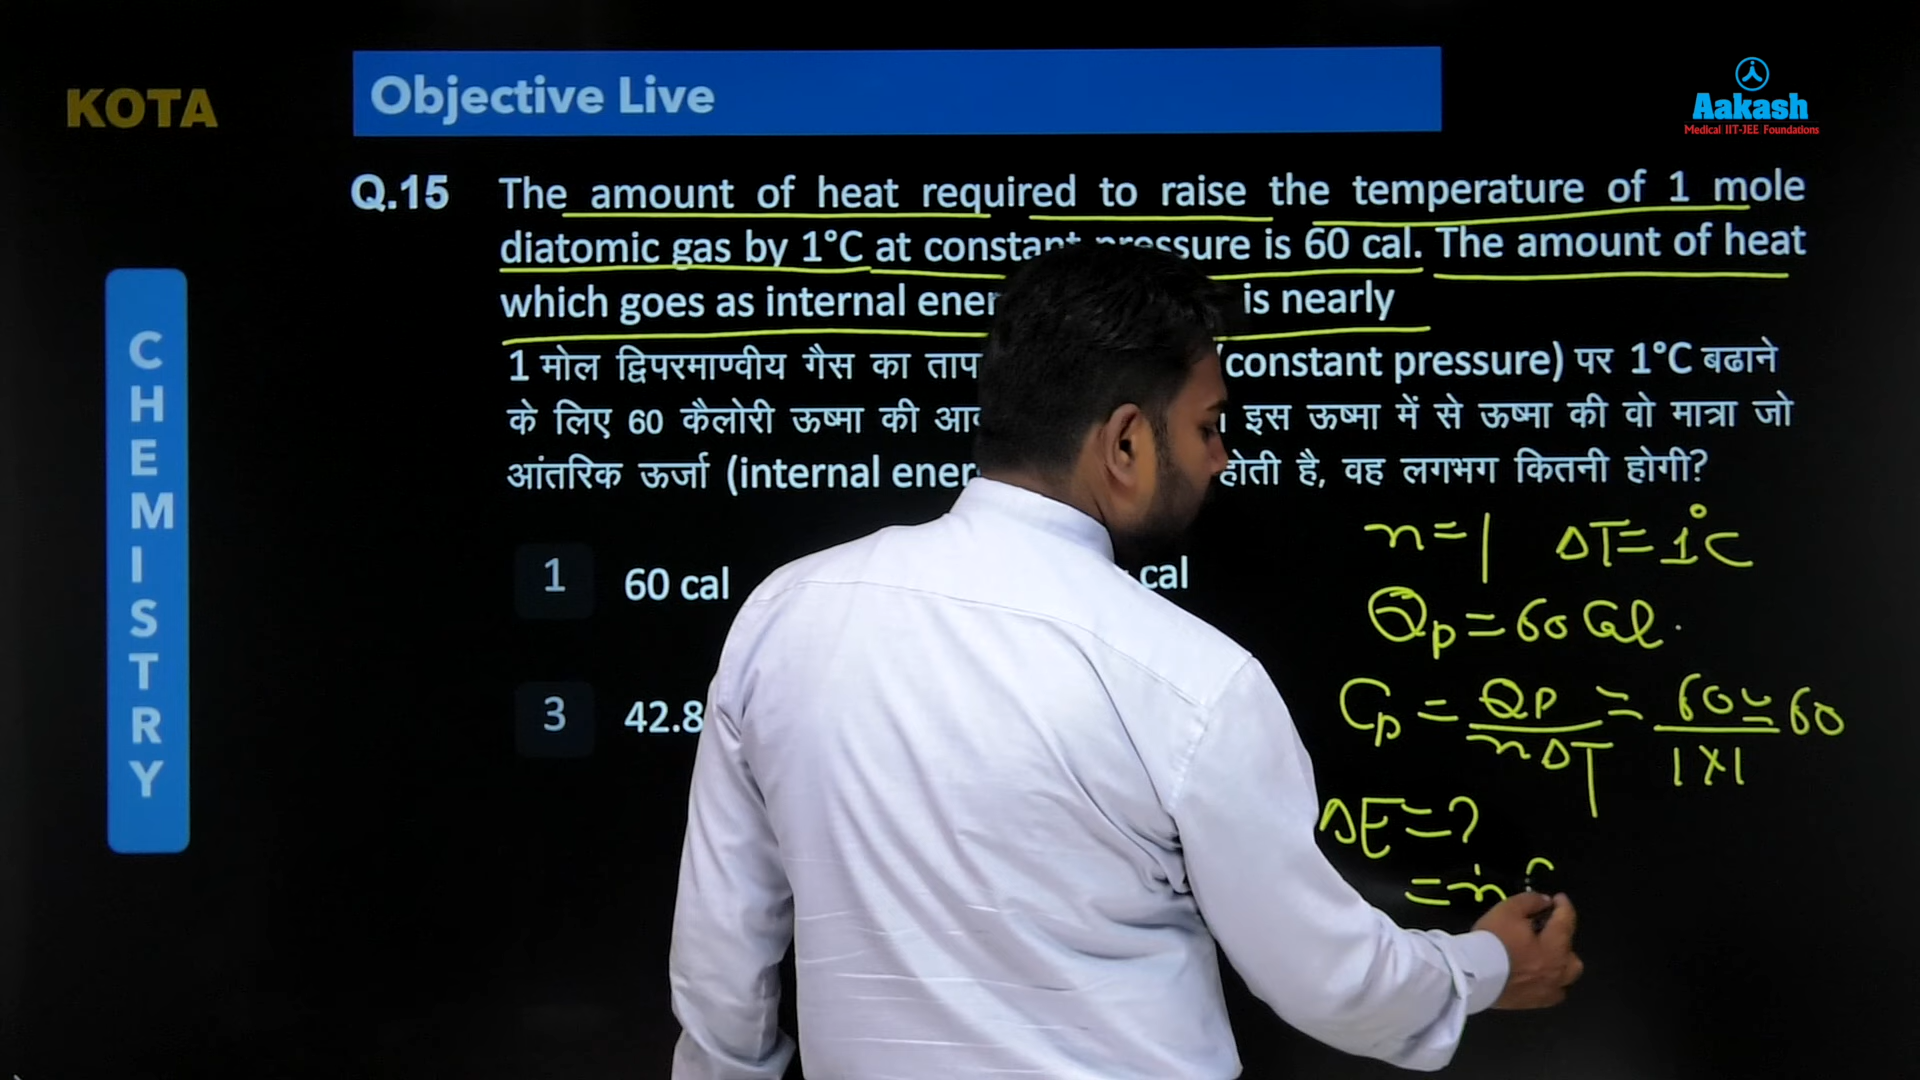 KOTA
Objective Live
Aakash
Medical IIT-JEE Foundations
CHEMISTRY
Q.15 The amount of heat required to raise the temperature of 1 mole
diatomic gas by 1°C at constant pressure is 60 cal. The amount of heat
which goes as internal ener is nearly
1 मोल द्विपरमाण्वीय गैस का ताप (constant pressure) पर 1°C बढाने
के लिए 60 कैलोरी ऊष्मा की आव । इस ऊष्मा में से ऊष्मा की वो मात्रा जो
आंतरिक ऊर्जा (internal ener होती है, वह लगभग कितनी होगी?
1 60 cal
cal
3 42.8
n=1 ΔT=1°C
Qp=60 Cal.
Cp = Qp/nΔT = 60/1×1 = 60
ΔE=?
=n